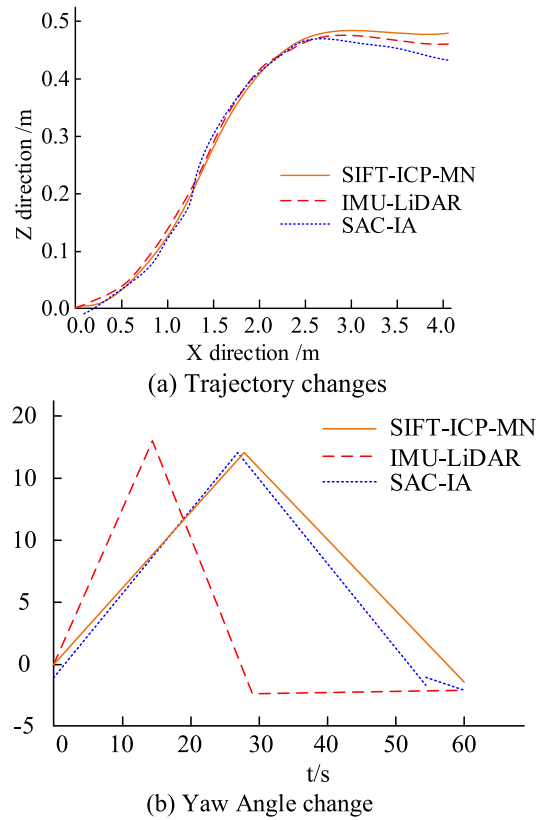 0.5
0.4
0.3
0.2
0.1
0.0
Z direction /m
SIFT-ICP-MN
IMU-LiDAR
SAC-IA
0.0 0.5 1.0 1.5 2.0 2.5 3.0 3.5 4.0
X direction /m
(a) Trajectory changes
20
10
10
5
0
-5
SIFT-ICP-MN
IMU-LiDAR
SAC-IA
0 10 20 30 40 50 60
t/s
(b) Yaw Angle change